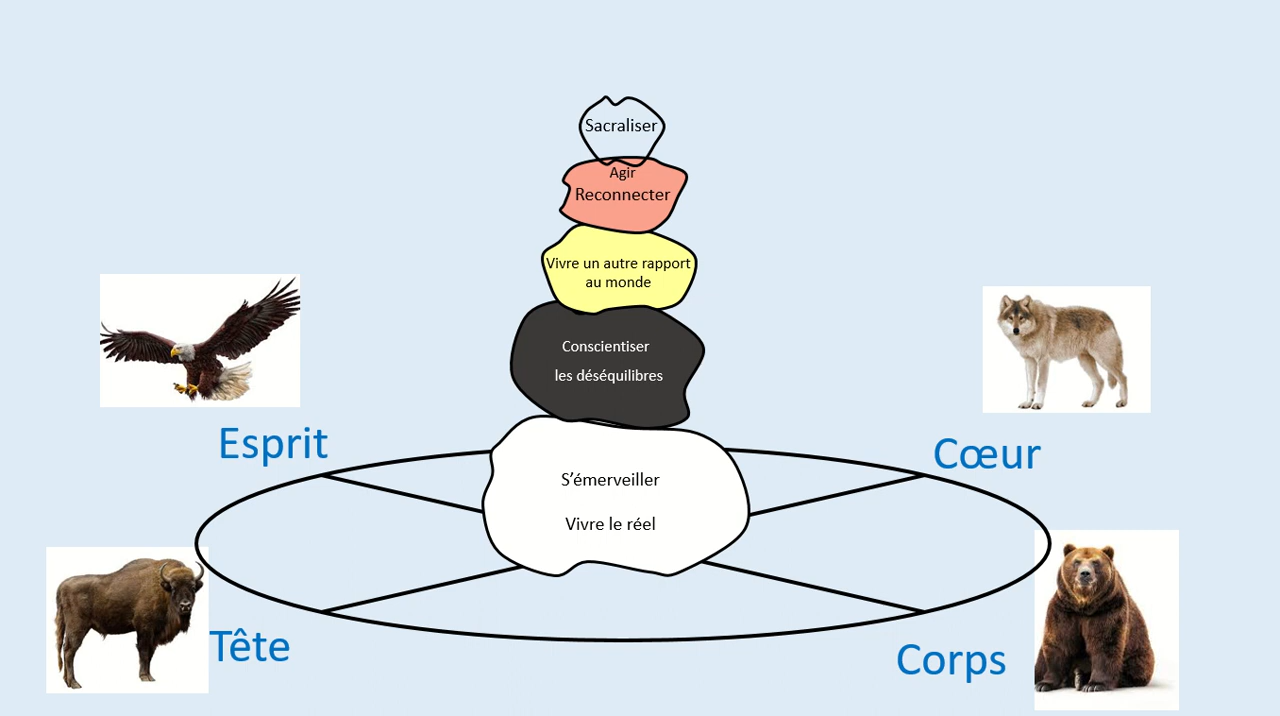 Sacraliser
Agir
Reconnecter
Vivre un autre rapport
au monde
Conscientiser
les déséquilibres
S’émerveiller
Vivre le réel
Esprit
Cœur
Tête
Corps